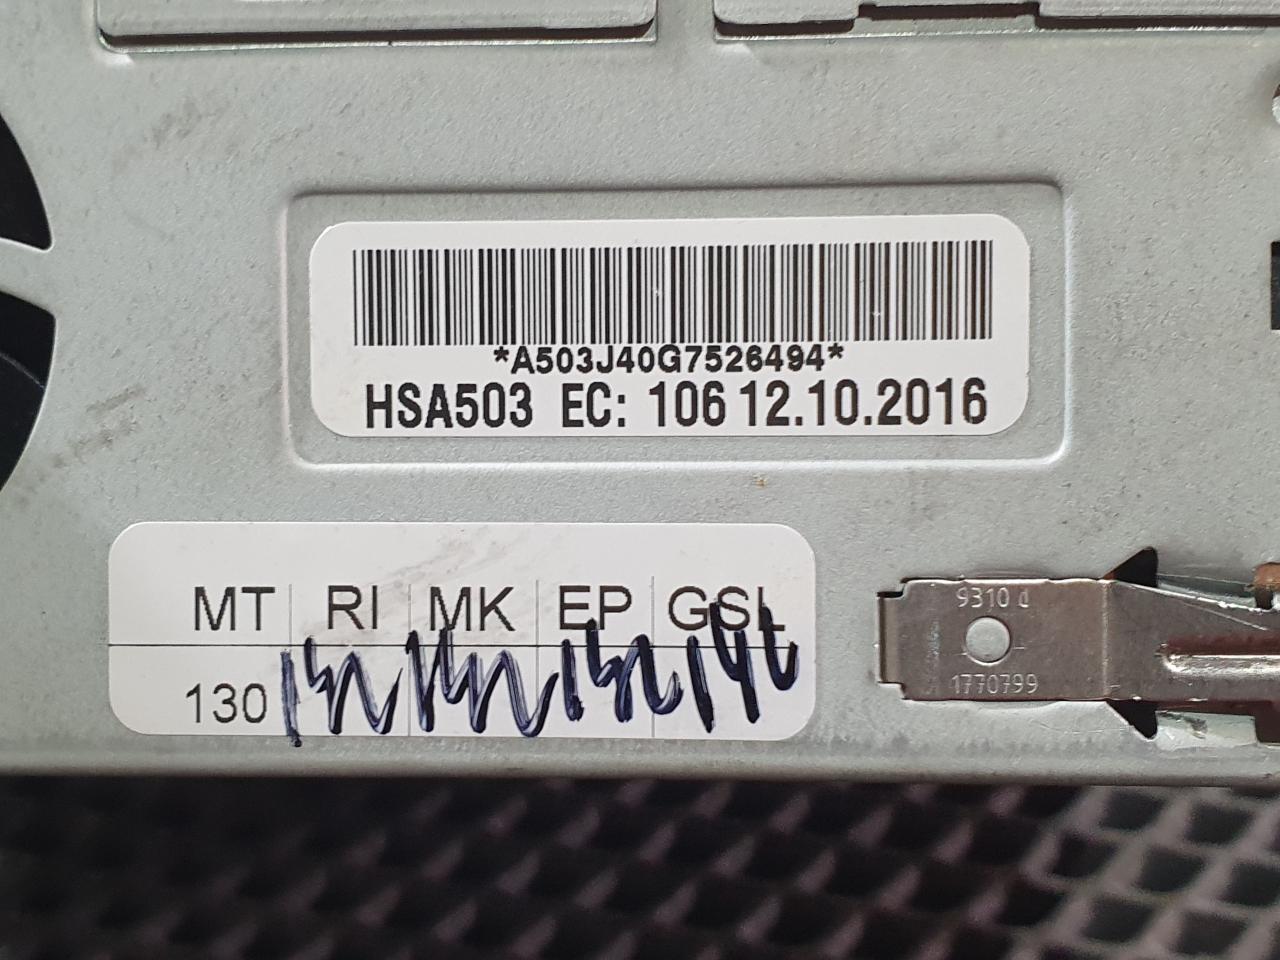 *A503J40G7526494*
HSA503 EC: 106 12.10.2016
MT RI MK EP GSL
130
9310 d
1770799